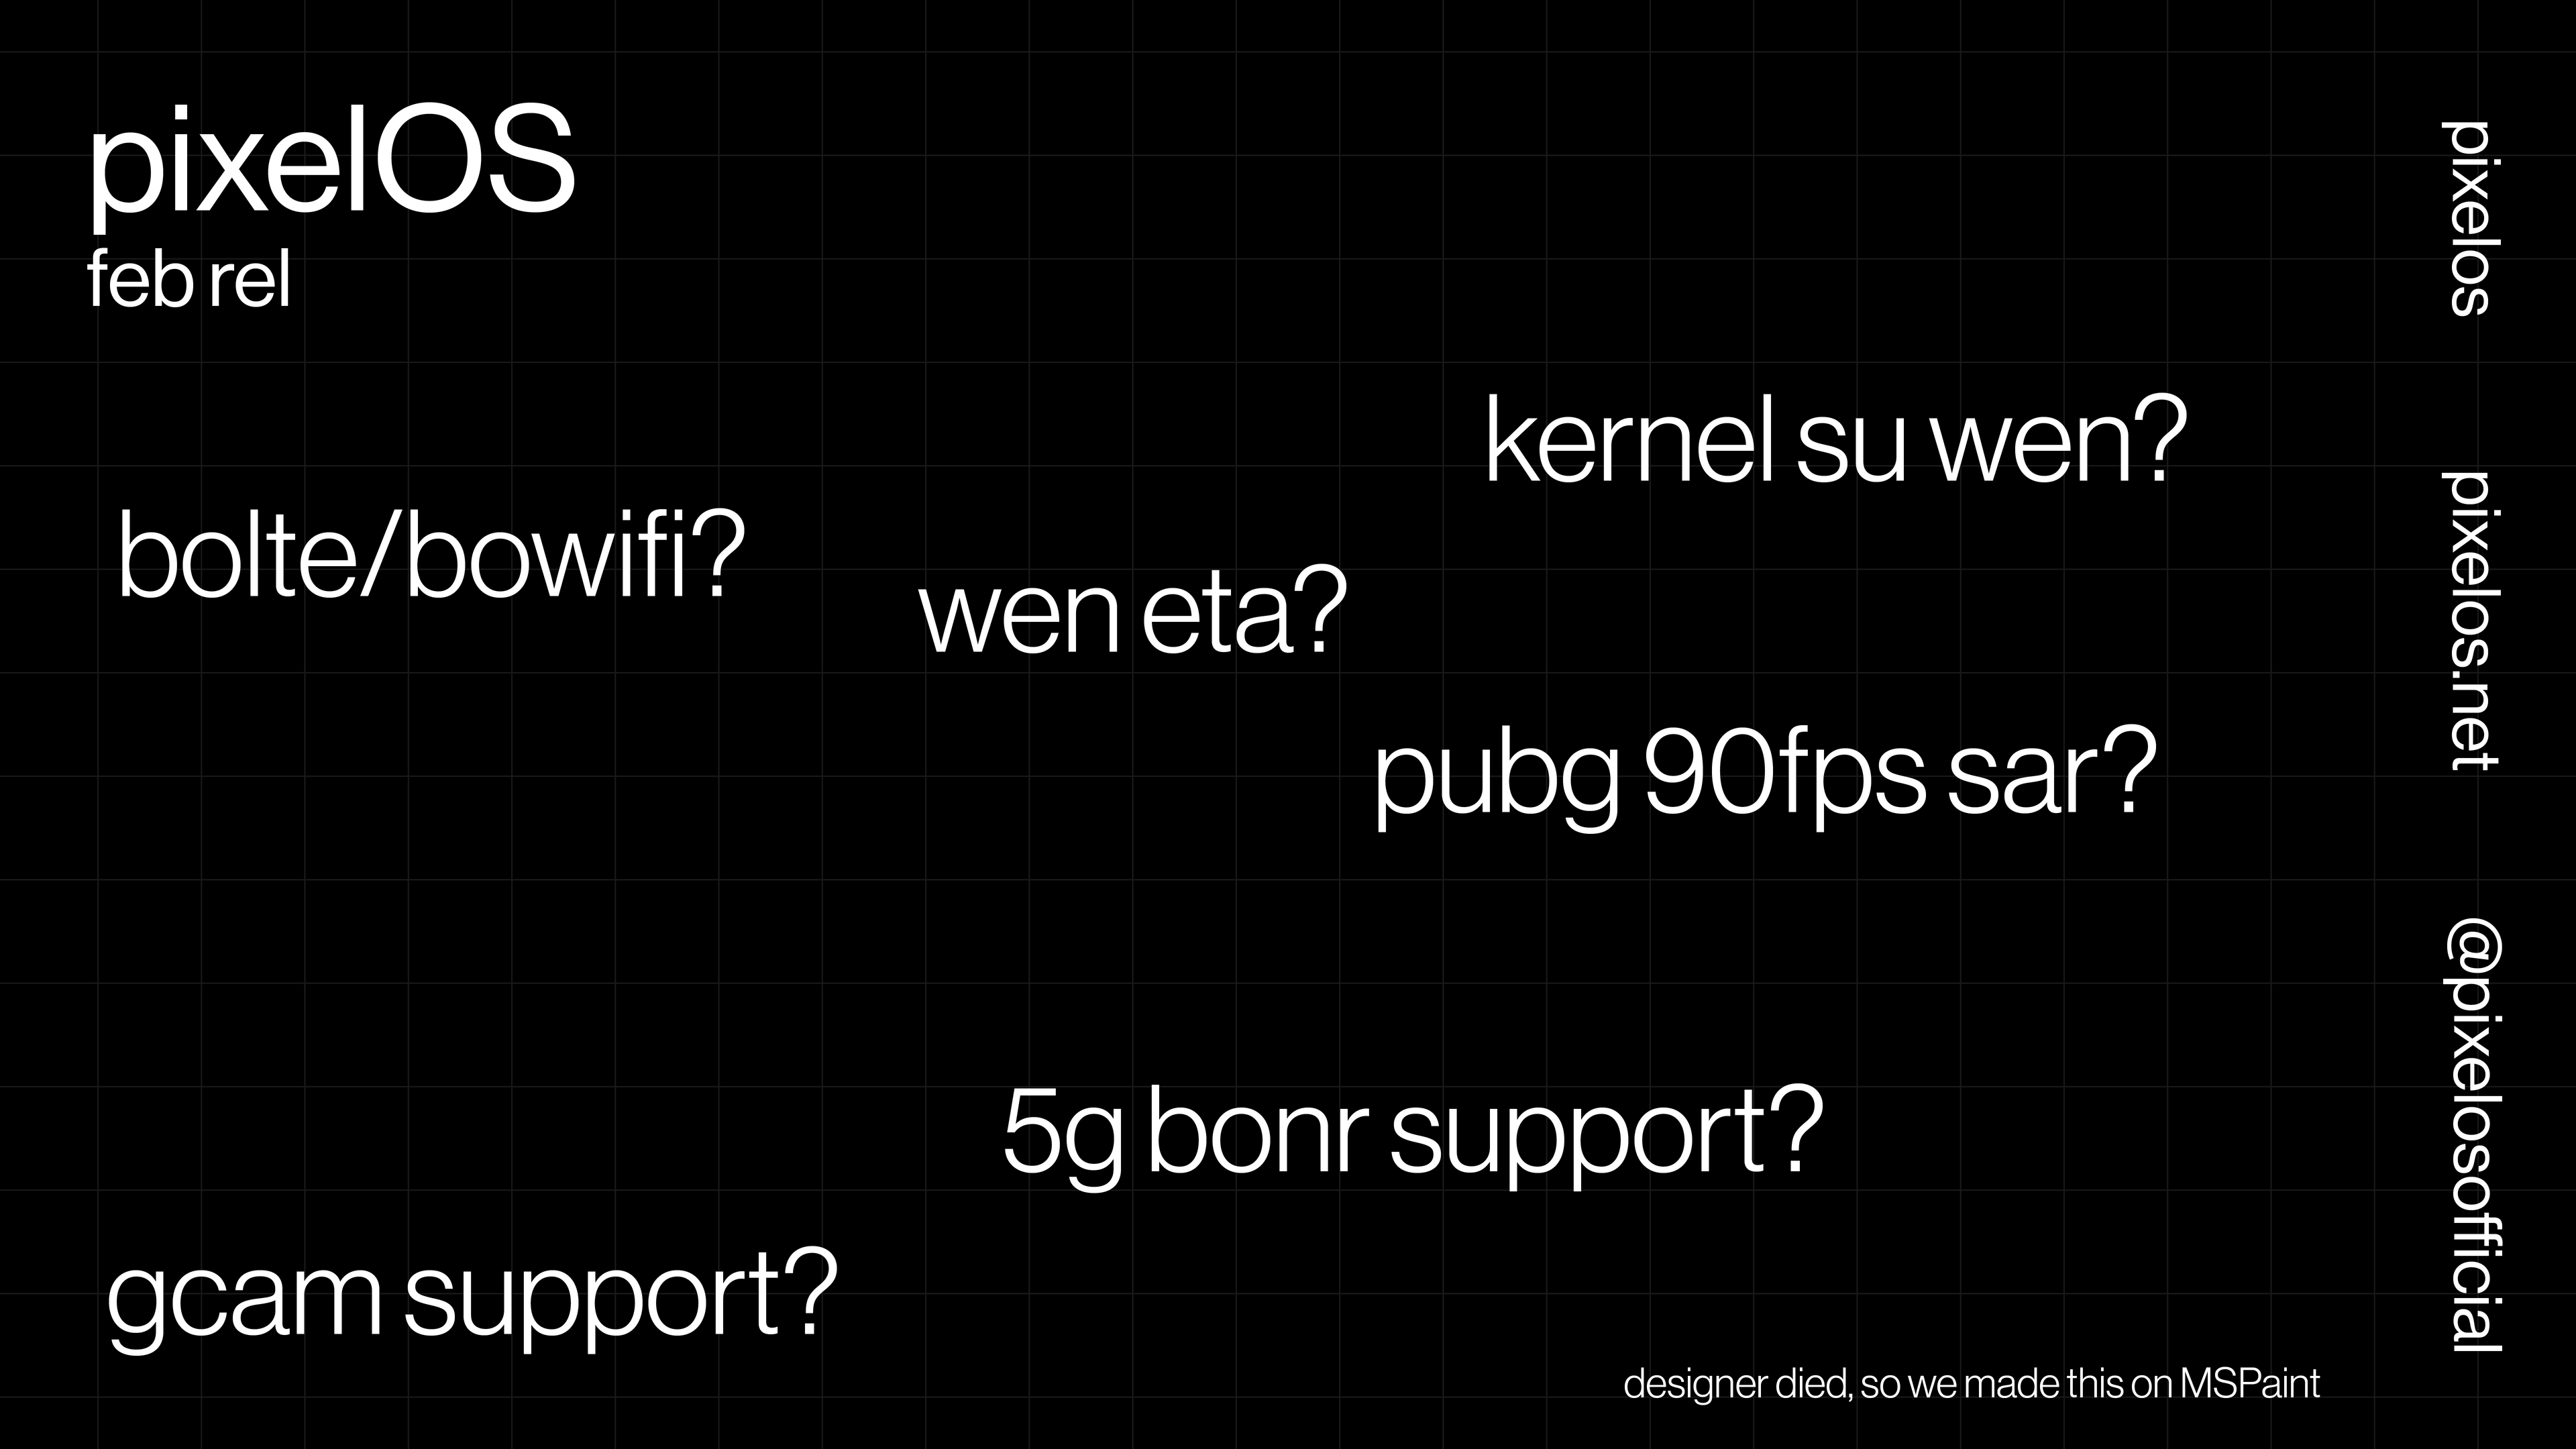 pixelOS
feb rel
kernel su wen?
bolte/bowifi?
wen eta?
pubg 90fps sar?
5g bonr support?
gcam support?
designer died, so we made this on MSPaint
pixelos
pixelos.net
@pixelosofficial